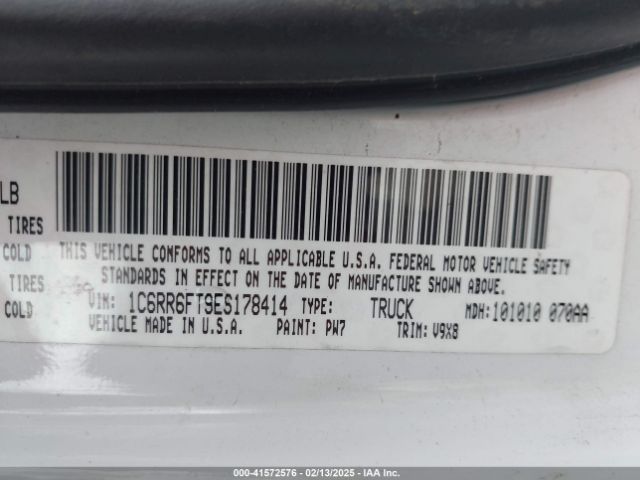 LB
TIRES
COLD THIS VEHICLE CONFORMS TO ALL APPLICABLE U.S.A. FEDERAL MOTOR VEHICLE SAFETY
STANDARDS IN EFFECT ON THE DATE OF MANUFACTURE SHOWN ABOVE.
TIRES
COLD VIN: 1C6RR6FT9ES178414 TYPE: TRUCK MDH:101010 070AA
VEHICLE MADE IN U.S.A. PAINT: PW7 TRIM: V9X8
000-41572576 - 02/13/2025 - IAAI.COM